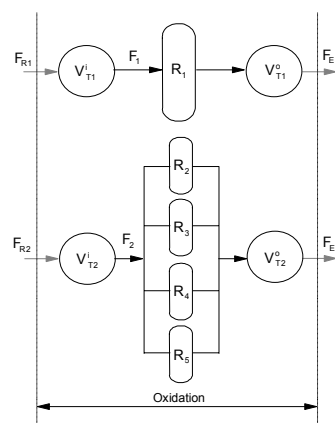 F_R1 V^i_T1 F_1 R_1 V^o_T1 F_E
R_2
R_3
F_R2 V^i_T2 F_2 V^o_T2 F_E
R_4
R_5
Oxidation